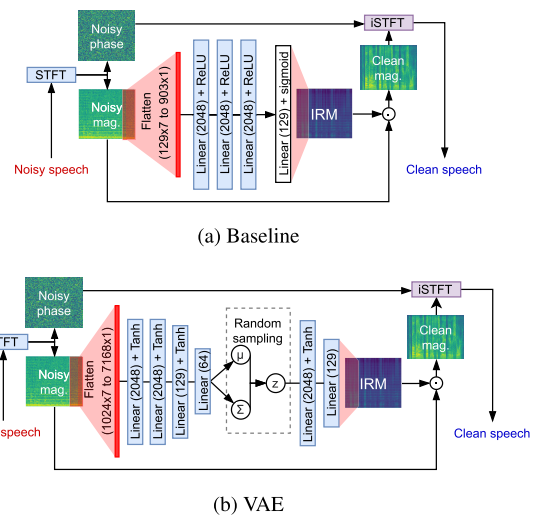 Noisy
phase
iSTFT
STFT
Clean
mag.
Noisy
mag.
Flatten
(129x7 to 903x1)
Linear (2048) + ReLU
Linear (2048) + ReLU
Linear (2048) + ReLU
Linear (129) + sigmoid
IRM
Noisy speech
Clean speech
(a) Baseline
Noisy
phase
iSTFT
TFT
Clean
mag.
Noisy
mag.
Flatten
(1024x7 to 7168x1)
Linear (2048) + Tanh
Linear (2048) + Tanh
Linear (129) + Tanh
Linear (64)
Random
sampling
μ
Σ
z
Linear (2048) + Tanh
Linear (129)
IRM
speech
Clean speech
(b) VAE